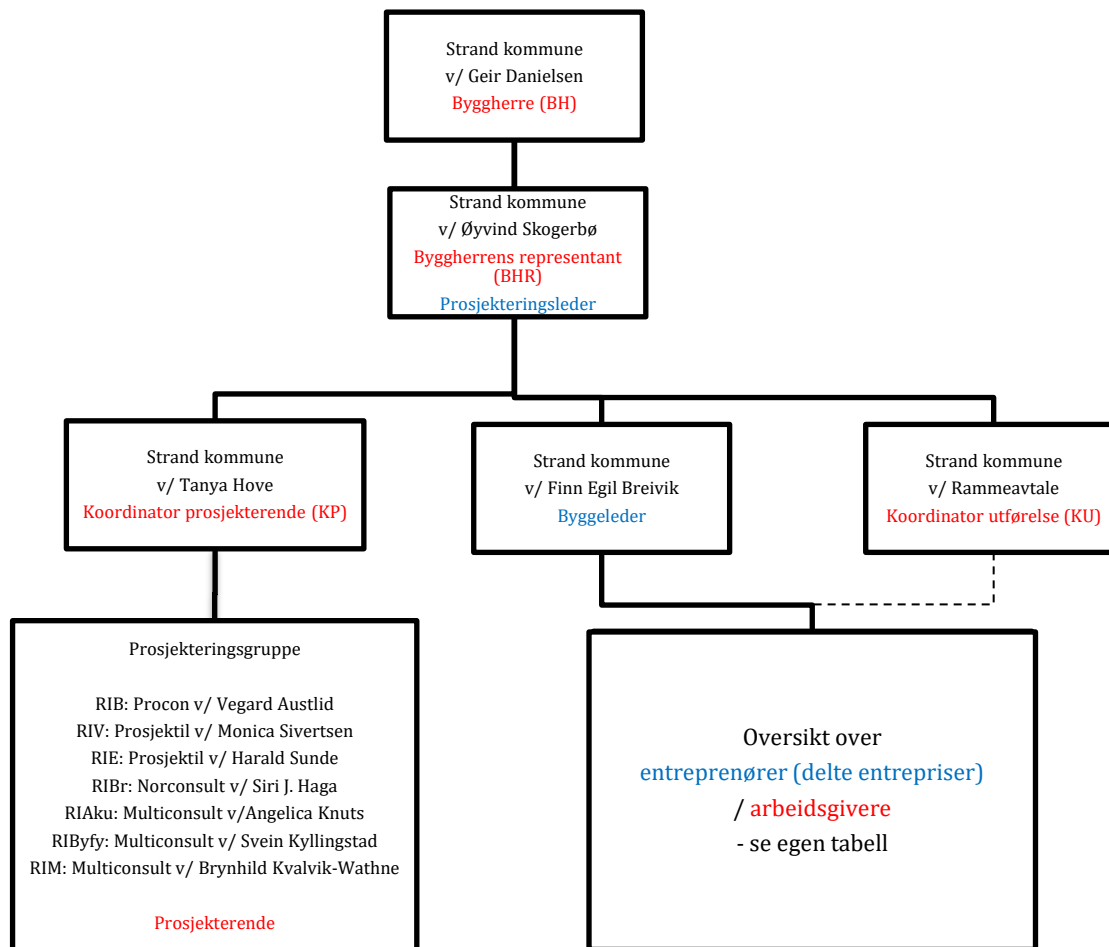 Strand kommune
v/ Geir Danielsen
Byggherre (BH)
Strand kommune
v/ Øyvind Skogerbø
Byggherrens representant
(BHR)
Prosjekteringsleder
Strand kommune
v/ Tanya Hove
Koordinator prosjekterende (KP)
Strand kommune
v/ Finn Egil Breivik
Byggeleder
Strand kommune
v/ Rammeavtale
Koordinator utførelse (KU)
Prosjekteringsgruppe
RIB: Procon v/ Vegard Austlid
RIV: Prosjektil v/ Monica Sivertsen
RIE: Prosjektil v/ Harald Sunde
RIBr: Norconsult v/ Siri J. Haga
RIAku: Multiconsult v/Angelica Knuts
RIByfy: Multiconsult v/ Svein Kyllingstad
RIM: Multiconsult v/ Brynhild Kvalvik-Wathne
Prosjekterende
Oversikt over
entreprenører (delte entrepriser)
/ arbeidsgivere
- se egen tabell